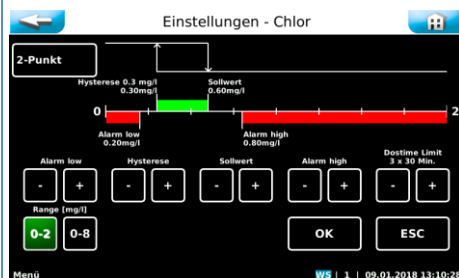 Einstellungen - Chlor
2-Punkt
Hysterese 0.3 mg/l
0.30mg/l
Sollwert
0.60mg/l
0
2
Alarm low
0.20mg/l
Alarm high
0.80mg/l
Alarm low
Hysterese
Sollwert
Alarm high
Dostime Limit
3 x 30 Min.
- + - + - + - + - +
Range [mg/l]
0-2 0-8 OK ESC
Menü
WS | 1 | 09.01.2018 13:10:28